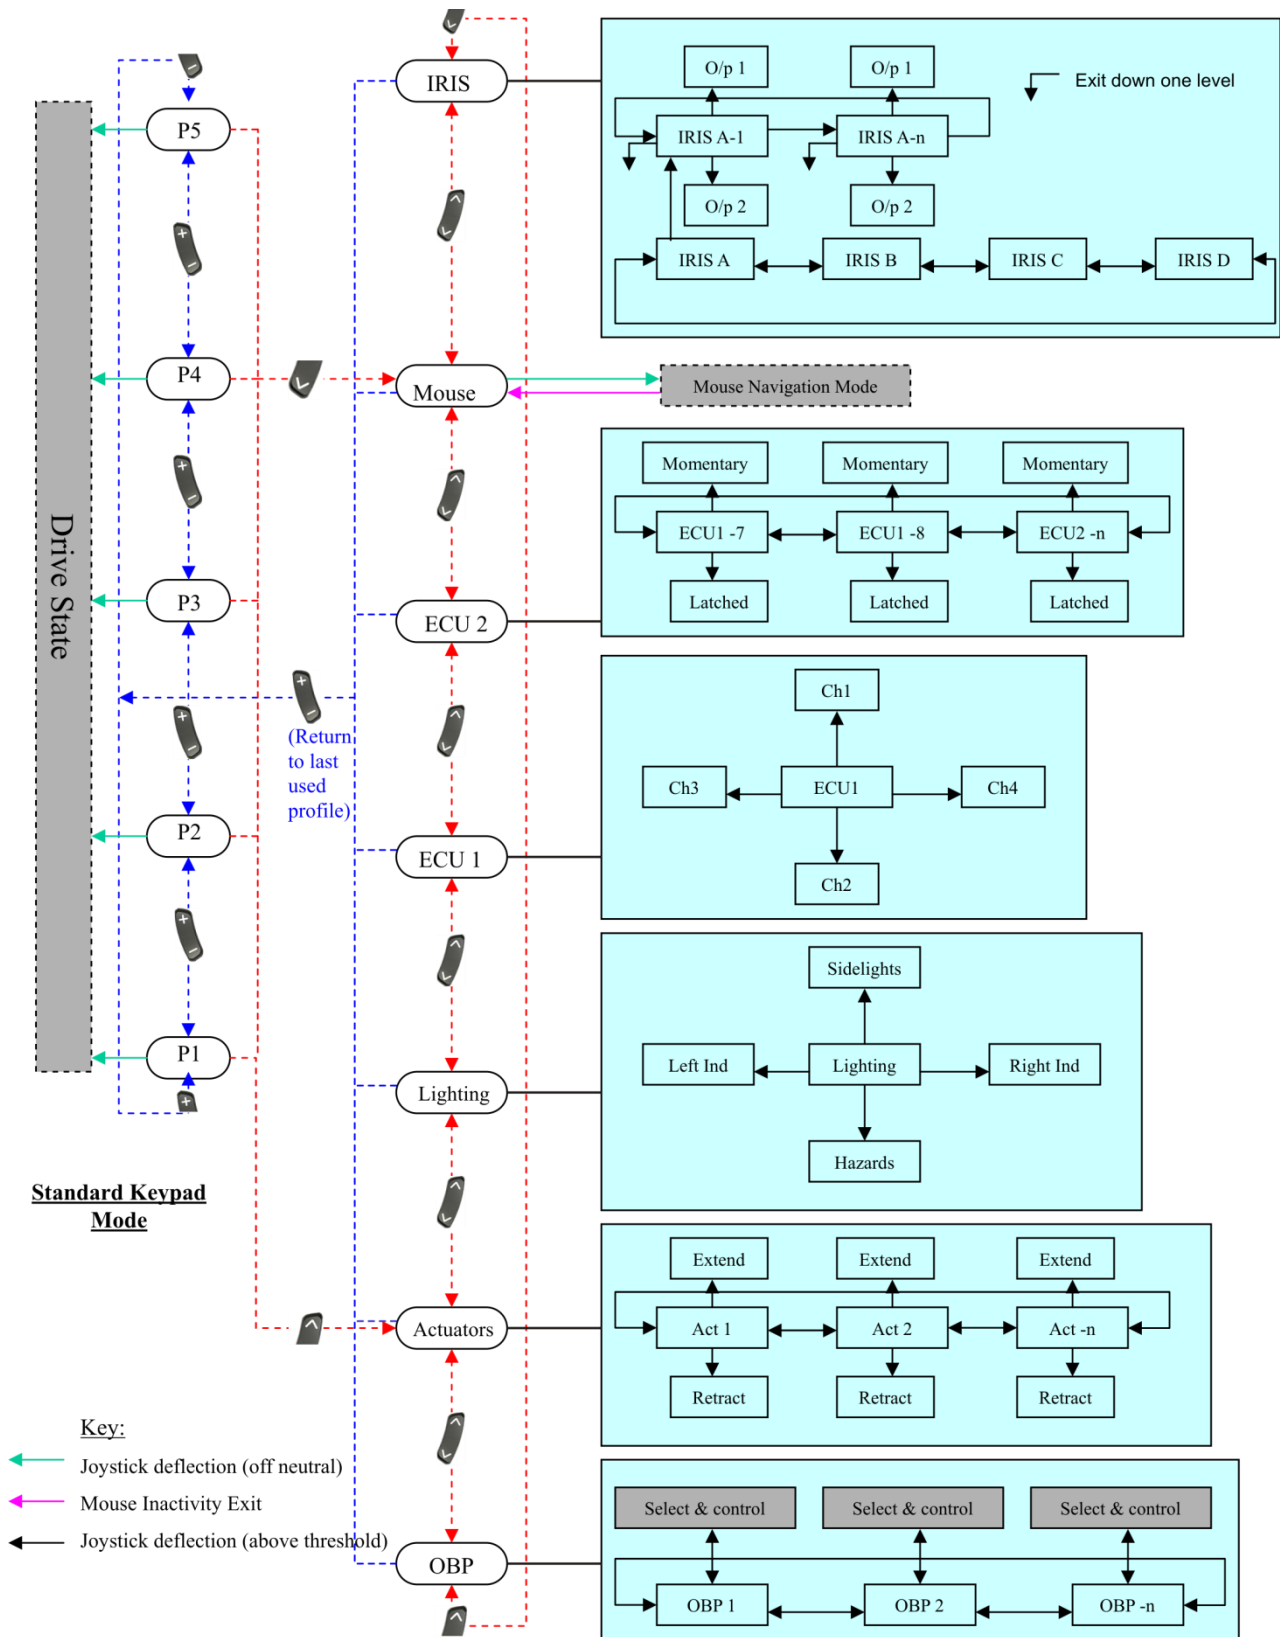 IRIS
O/p 1
O/p 1
Exit down one level
P5
IRIS A-1
IRIS A-n
O/p 2
O/p 2
IRIS A
IRIS B
IRIS C
IRIS D
P4
Mouse
Mouse Navigation Mode
Momentary
Momentary
Momentary
Drive State
ECU1 -7
ECU1 -8
ECU2 -n
P3
Latched
Latched
Latched
ECU 2
Ch1
(Return
to last
used
profile)
Ch3
ECU1
Ch4
P2
ECU 1
Ch2
Sidelights
P1
Left Ind
Lighting
Right Ind
Lighting
Hazards
Standard Keypad
Mode
Extend
Extend
Extend
Actuators
Act 1
Act 2
Act -n
Retract
Retract
Retract
Key:
Joystick deflection (off neutral)
Mouse Inactivity Exit
Joystick deflection (above threshold)
Select & control
Select & control
Select & control
OBP
OBP 1
OBP 2
OBP -n